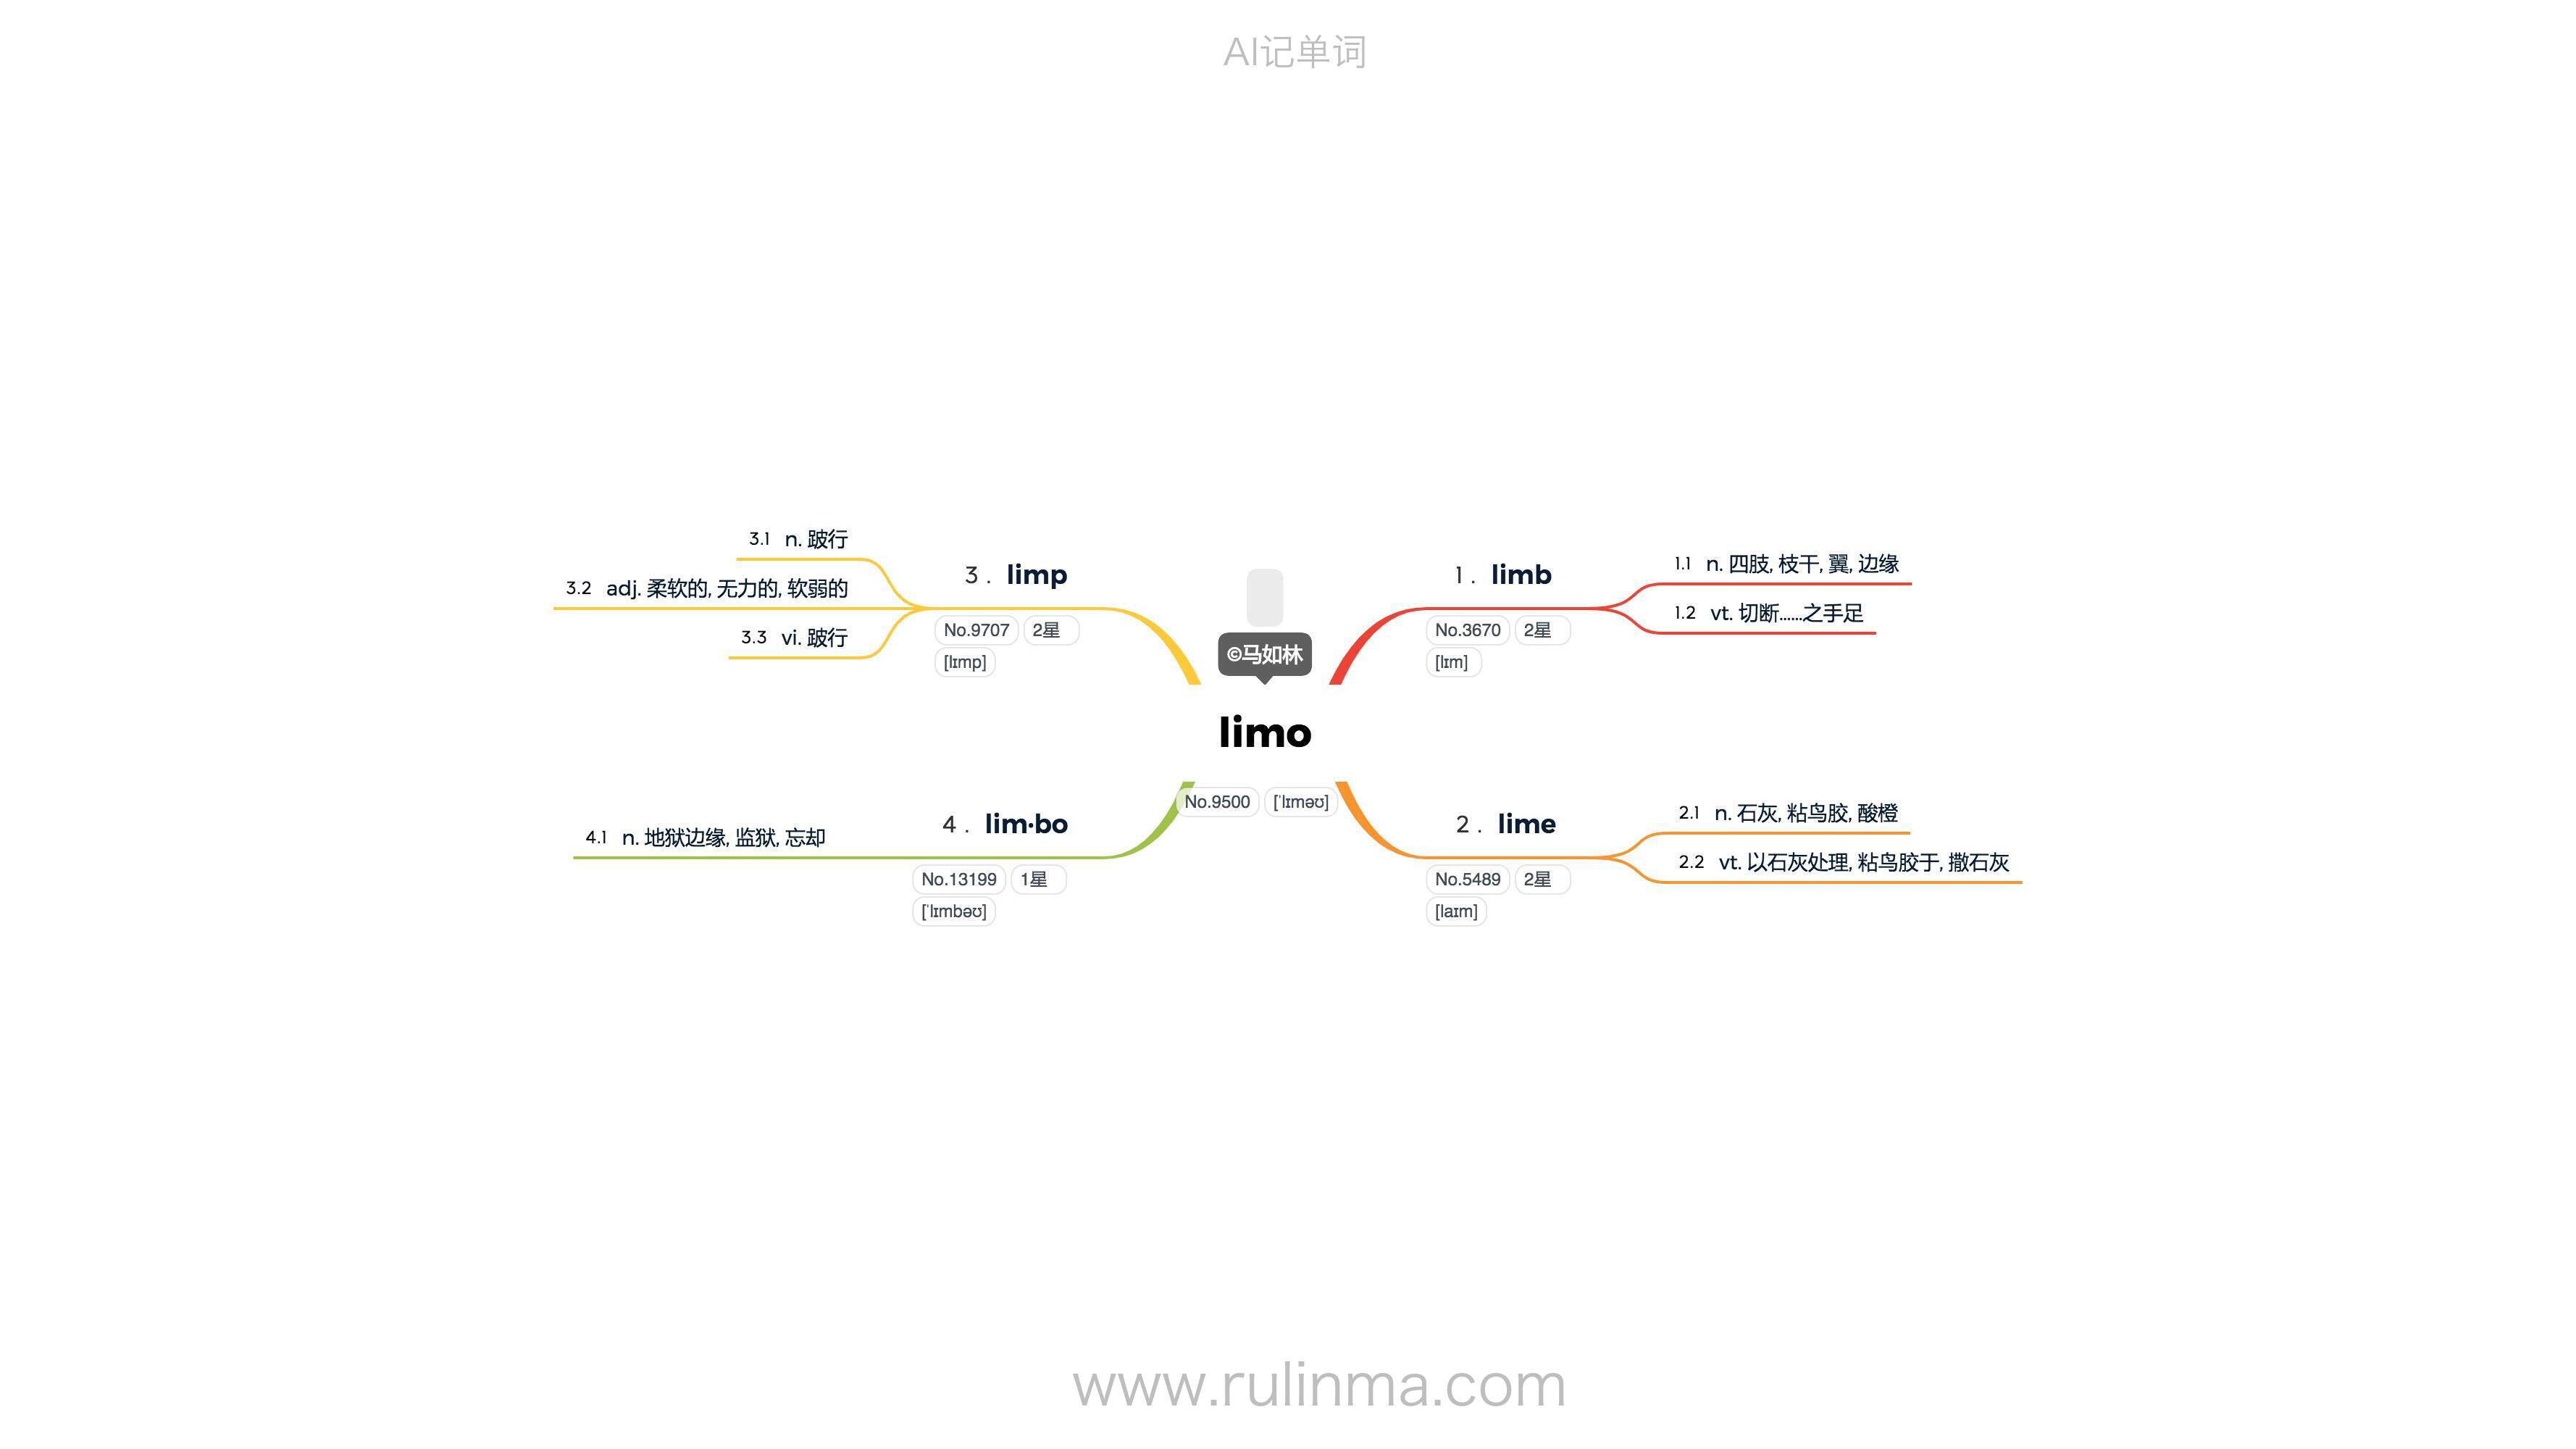 AI记单词
©马如林
limo
No.9500 [ˈlɪməʊ]
1. limb
No.3670 2星
[lɪm]
1.1 n. 四肢, 枝干, 翼, 边缘
1.2 vt. 切断……之手足
2. lime
No.5489 2星
[laɪm]
2.1 n. 石灰, 粘鸟胶, 酸橙
2.2 vt. 以石灰处理, 粘鸟胶于, 撒石灰
3. limp
No.9707 2星
[lɪmp]
3.1 n. 跛行
3.2 adj. 柔软的, 无力的, 软弱的
3.3 vi. 跛行
4. lim·bo
No.13199 1星
[ˈlɪmbəʊ]
4.1 n. 地狱边缘, 监狱, 忘却
www.rulinma.com